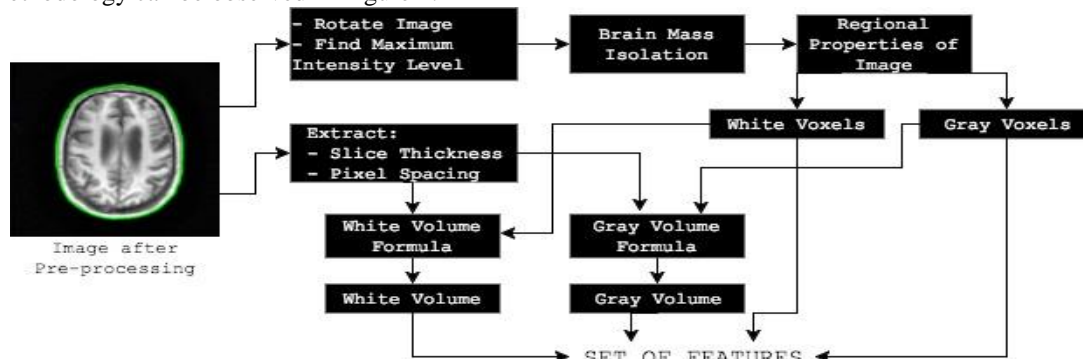 - Rotate Image
- Find Maximum
Intensity Level
Brain Mass
Isolation
Regional
Properties of
Image
White Voxels
Gray Voxels
Extract:
- Slice Thickness
- Pixel Spacing
White Volume
Formula
Gray Volume
Formula
Image after
Pre-processing
White Volume
Gray Volume
SET OF FEATURES